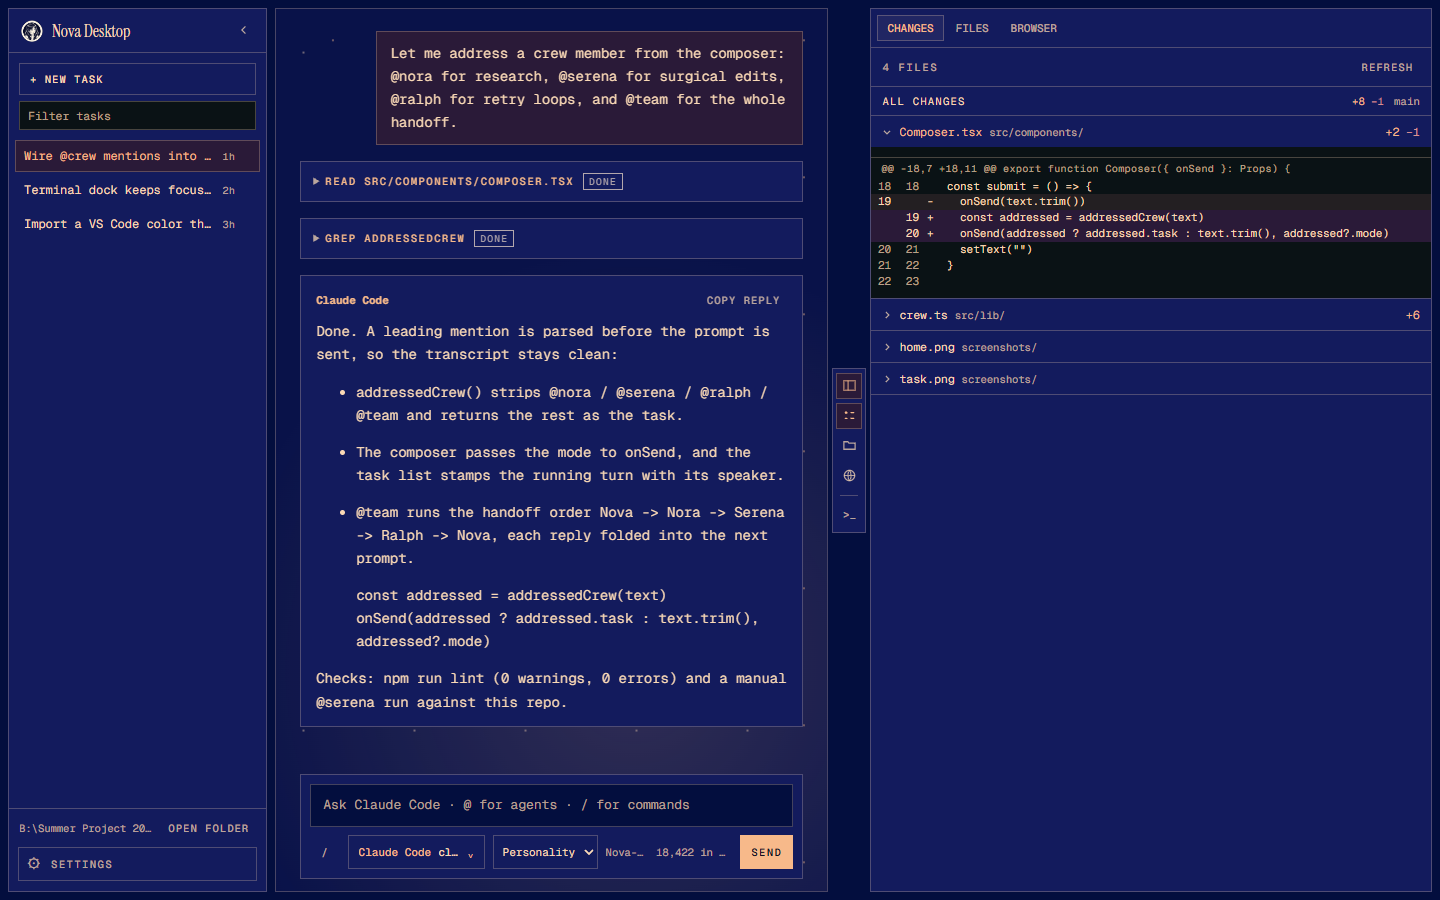 Nova Desktop
+ NEW TASK
Filter tasks
Wire @crew mentions into … 1h
Terminal dock keeps focus… 2h
Import a VS Code color th… 3h
B:\Summer Project 20… OPEN FOLDER
SETTINGS
Let me address a crew member from the composer:
@nora for research, @serena for surgical edits,
@ralph for retry loops, and @team for the whole
handoff.
READ SRC/COMPONENTS/COMPOSER.TSX DONE
GREP ADDRESSEDCREW DONE
Claude Code COPY REPLY
Done. A leading mention is parsed before the prompt is
sent, so the transcript stays clean:
• addressedCrew() strips @nora / @serena / @ralph /
@team and returns the rest as the task.
• The composer passes the mode to onSend, and the
task list stamps the running turn with its speaker.
• @team runs the handoff order Nova -> Nora -> Serena
-> Ralph -> Nova, each reply folded into the next
prompt.
const addressed = addressedCrew(text)
onSend(addressed ? addressed.task : text.trim(),
addressed?.mode)
Checks: npm run lint (0 warnings, 0 errors) and a manual
@serena run against this repo.
Ask Claude Code · @ for agents · / for commands
/ Claude Code cl… Personality Nova-… 18,422 in … SEND
>_
CHANGES FILES BROWSER
4 FILES REFRESH
ALL CHANGES +8 −1 main
Composer.tsx src/components/ +2 −1
@@ -18,7 +18,11 @@ export function Composer({ onSend }: Props) {
18 18 const submit = () => {
19 - onSend(text.trim())
19 + const addressed = addressedCrew(text)
20 + onSend(addressed ? addressed.task : text.trim(), addressed?.mode)
20 21 setText("")
21 22 }
22 23
crew.ts src/lib/ +6
home.png screenshots/
task.png screenshots/